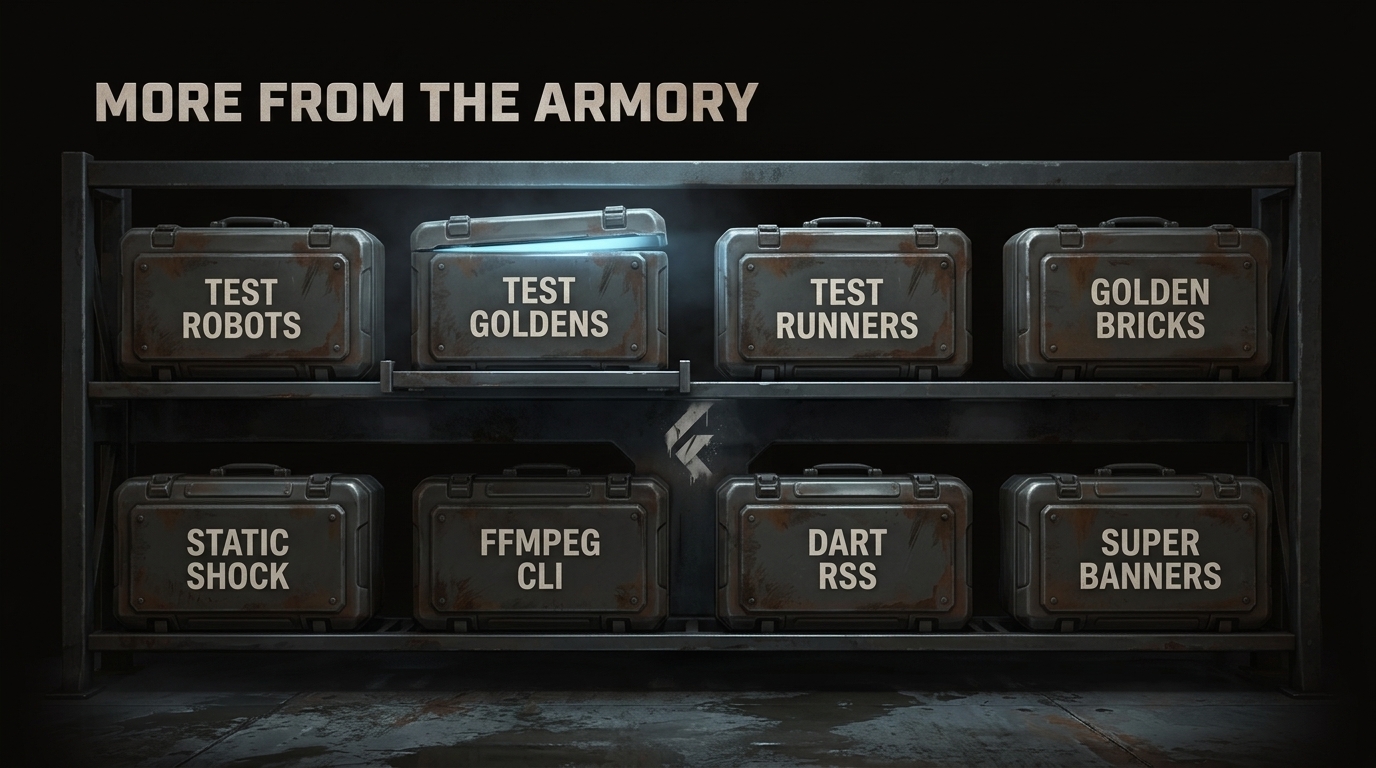 MORE FROM THE ARMORY
TEST
ROBOTS
TEST
GOLDENS
TEST
RUNNERS
GOLDEN
BRICKS
STATIC
SHOCK
FFMPEG
CLI
DART
RSS
SUPER
BANNERS